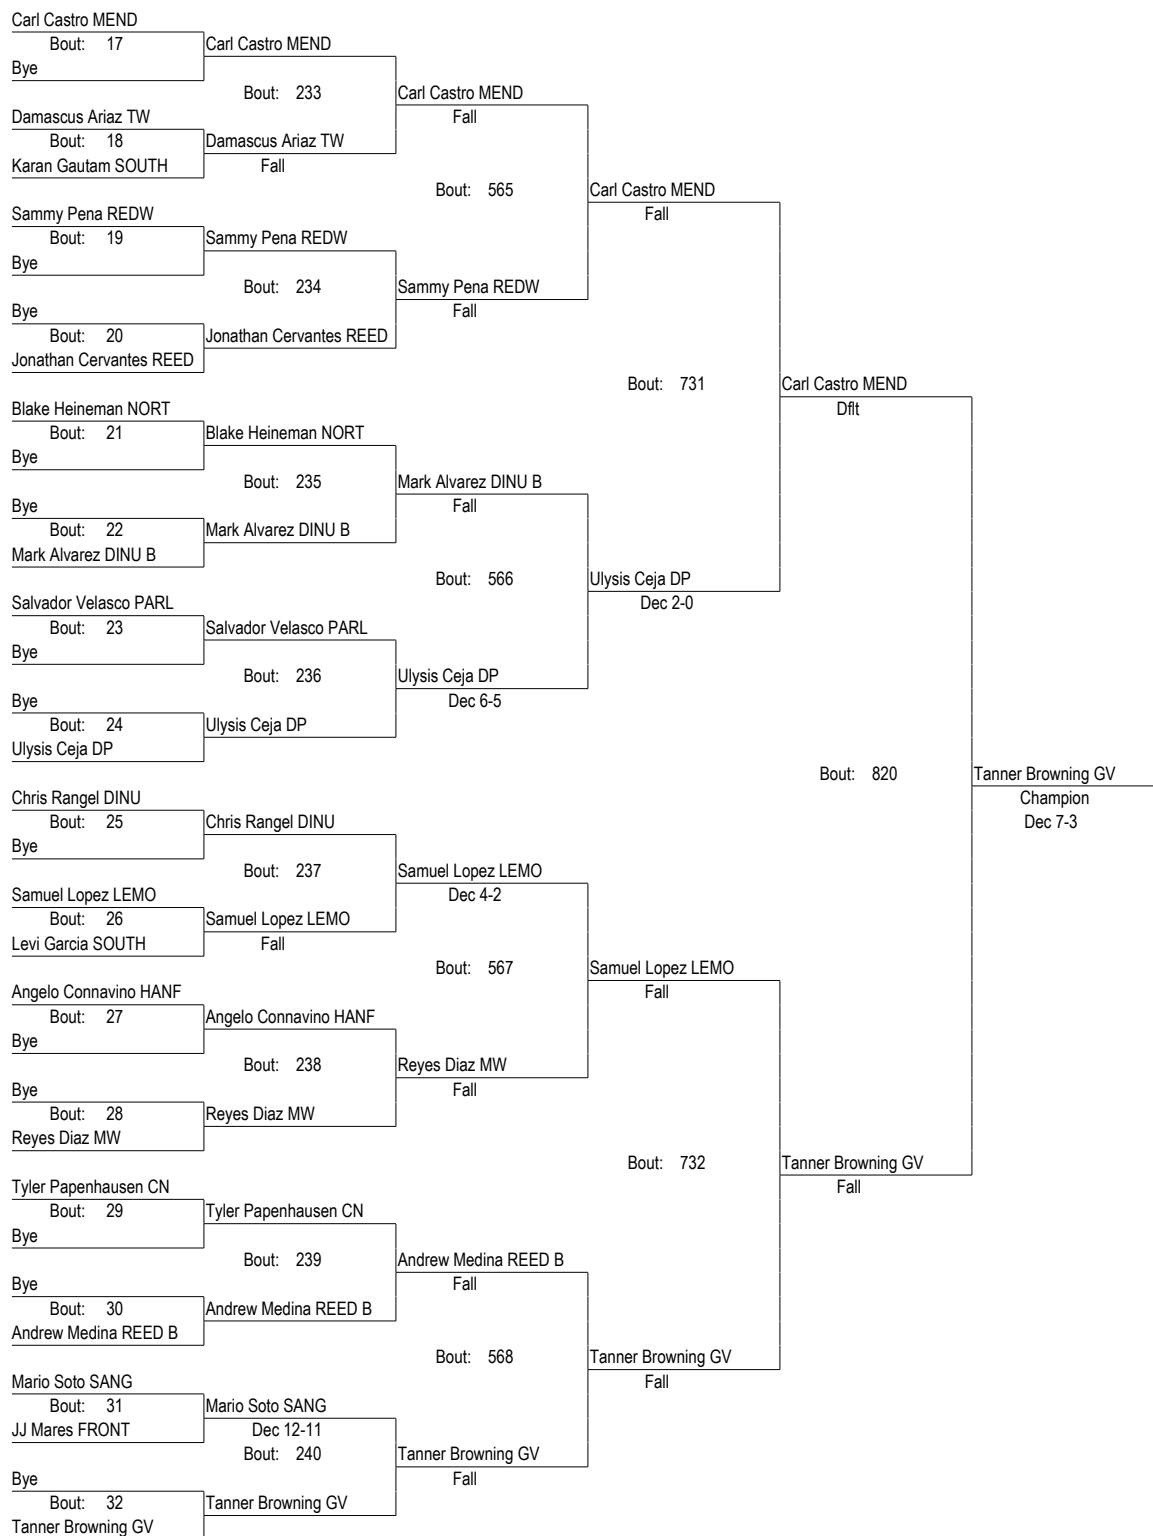 Carl Castro MEND
Bout: 17
Carl Castro MEND
Bye
Bout: 233
Carl Castro MEND
Damascus Ariaz TW
Fall
Bout: 18
Damascus Ariaz TW
Karan Gautam SOUTH
Fall
Bout: 565
Carl Castro MEND
Sammy Pena REDW
Fall
Bout: 19
Sammy Pena REDW
Bye
Bout: 234
Sammy Pena REDW
Bye
Fall
Bout: 20
Jonathan Cervantes REED
Jonathan Cervantes REED
Bout: 731
Carl Castro MEND
Blake Heineman NORT
Dflt
Bout: 21
Blake Heineman NORT
Bye
Bout: 235
Mark Alvarez DINU B
Bye
Fall
Bout: 22
Mark Alvarez DINU B
Mark Alvarez DINU B
Bout: 566
Ulysis Ceja DP
Salvador Velasco PARL
Dec 2-0
Bout: 23
Salvador Velasco PARL
Bye
Bout: 236
Ulysis Ceja DP
Bye
Dec 6-5
Bout: 24
Ulysis Ceja DP
Ulysis Ceja DP
Bout: 820
Tanner Browning GV
Chris Rangel DINU
Champion
Bout: 25
Chris Rangel DINU
Dec 7-3
Bye
Bout: 237
Samuel Lopez LEMO
Samuel Lopez LEMO
Dec 4-2
Bout: 26
Samuel Lopez LEMO
Levi Garcia SOUTH
Fall
Bout: 567
Samuel Lopez LEMO
Angelo Connavino HANF
Fall
Bout: 27
Angelo Connavino HANF
Bye
Bout: 238
Reyes Diaz MW
Bye
Fall
Bout: 28
Reyes Diaz MW
Reyes Diaz MW
Bout: 732
Tanner Browning GV
Tyler Papenhausen CN
Fall
Bout: 29
Tyler Papenhausen CN
Bye
Bout: 239
Andrew Medina REED B
Bye
Fall
Bout: 30
Andrew Medina REED B
Andrew Medina REED B
Bout: 568
Tanner Browning GV
Mario Soto SANG
Fall
Bout: 31
Mario Soto SANG
JJ Mares FRONT
Dec 12-11
Bout: 240
Tanner Browning GV
Bye
Fall
Bout: 32
Tanner Browning GV
Tanner Browning GV